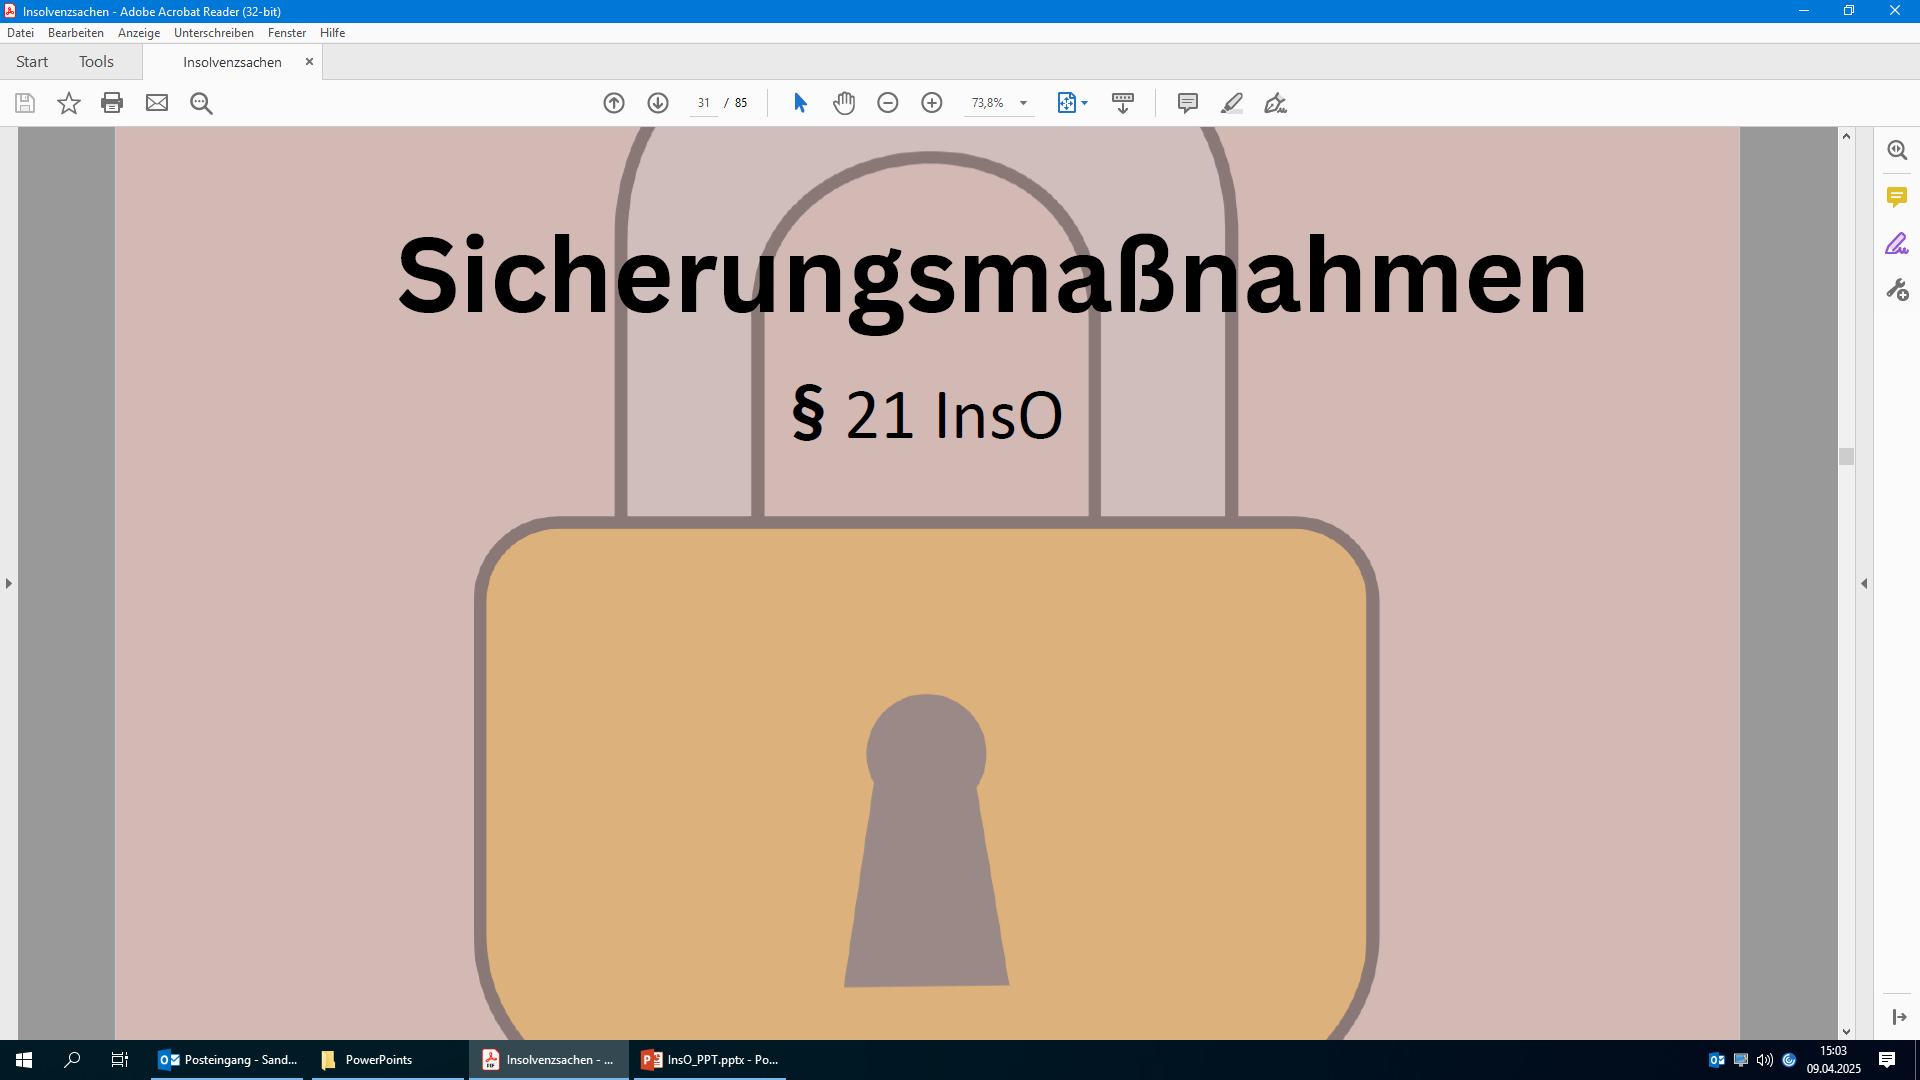 Insolvenzsachen - Adobe Acrobat Reader (32-bit)
Datei Bearbeiten Anzeige Unterschreiben Fenster Hilfe
Start Tools Insolvenzsachen ×
31 / 85 73,8%
Sicherungsmaßnahmen
§ 21 InsO
Posteingang - Sand... PowerPoints Insolvenzsachen - ... InsO_PPT.pptx - Po...
15:03
09.04.2025